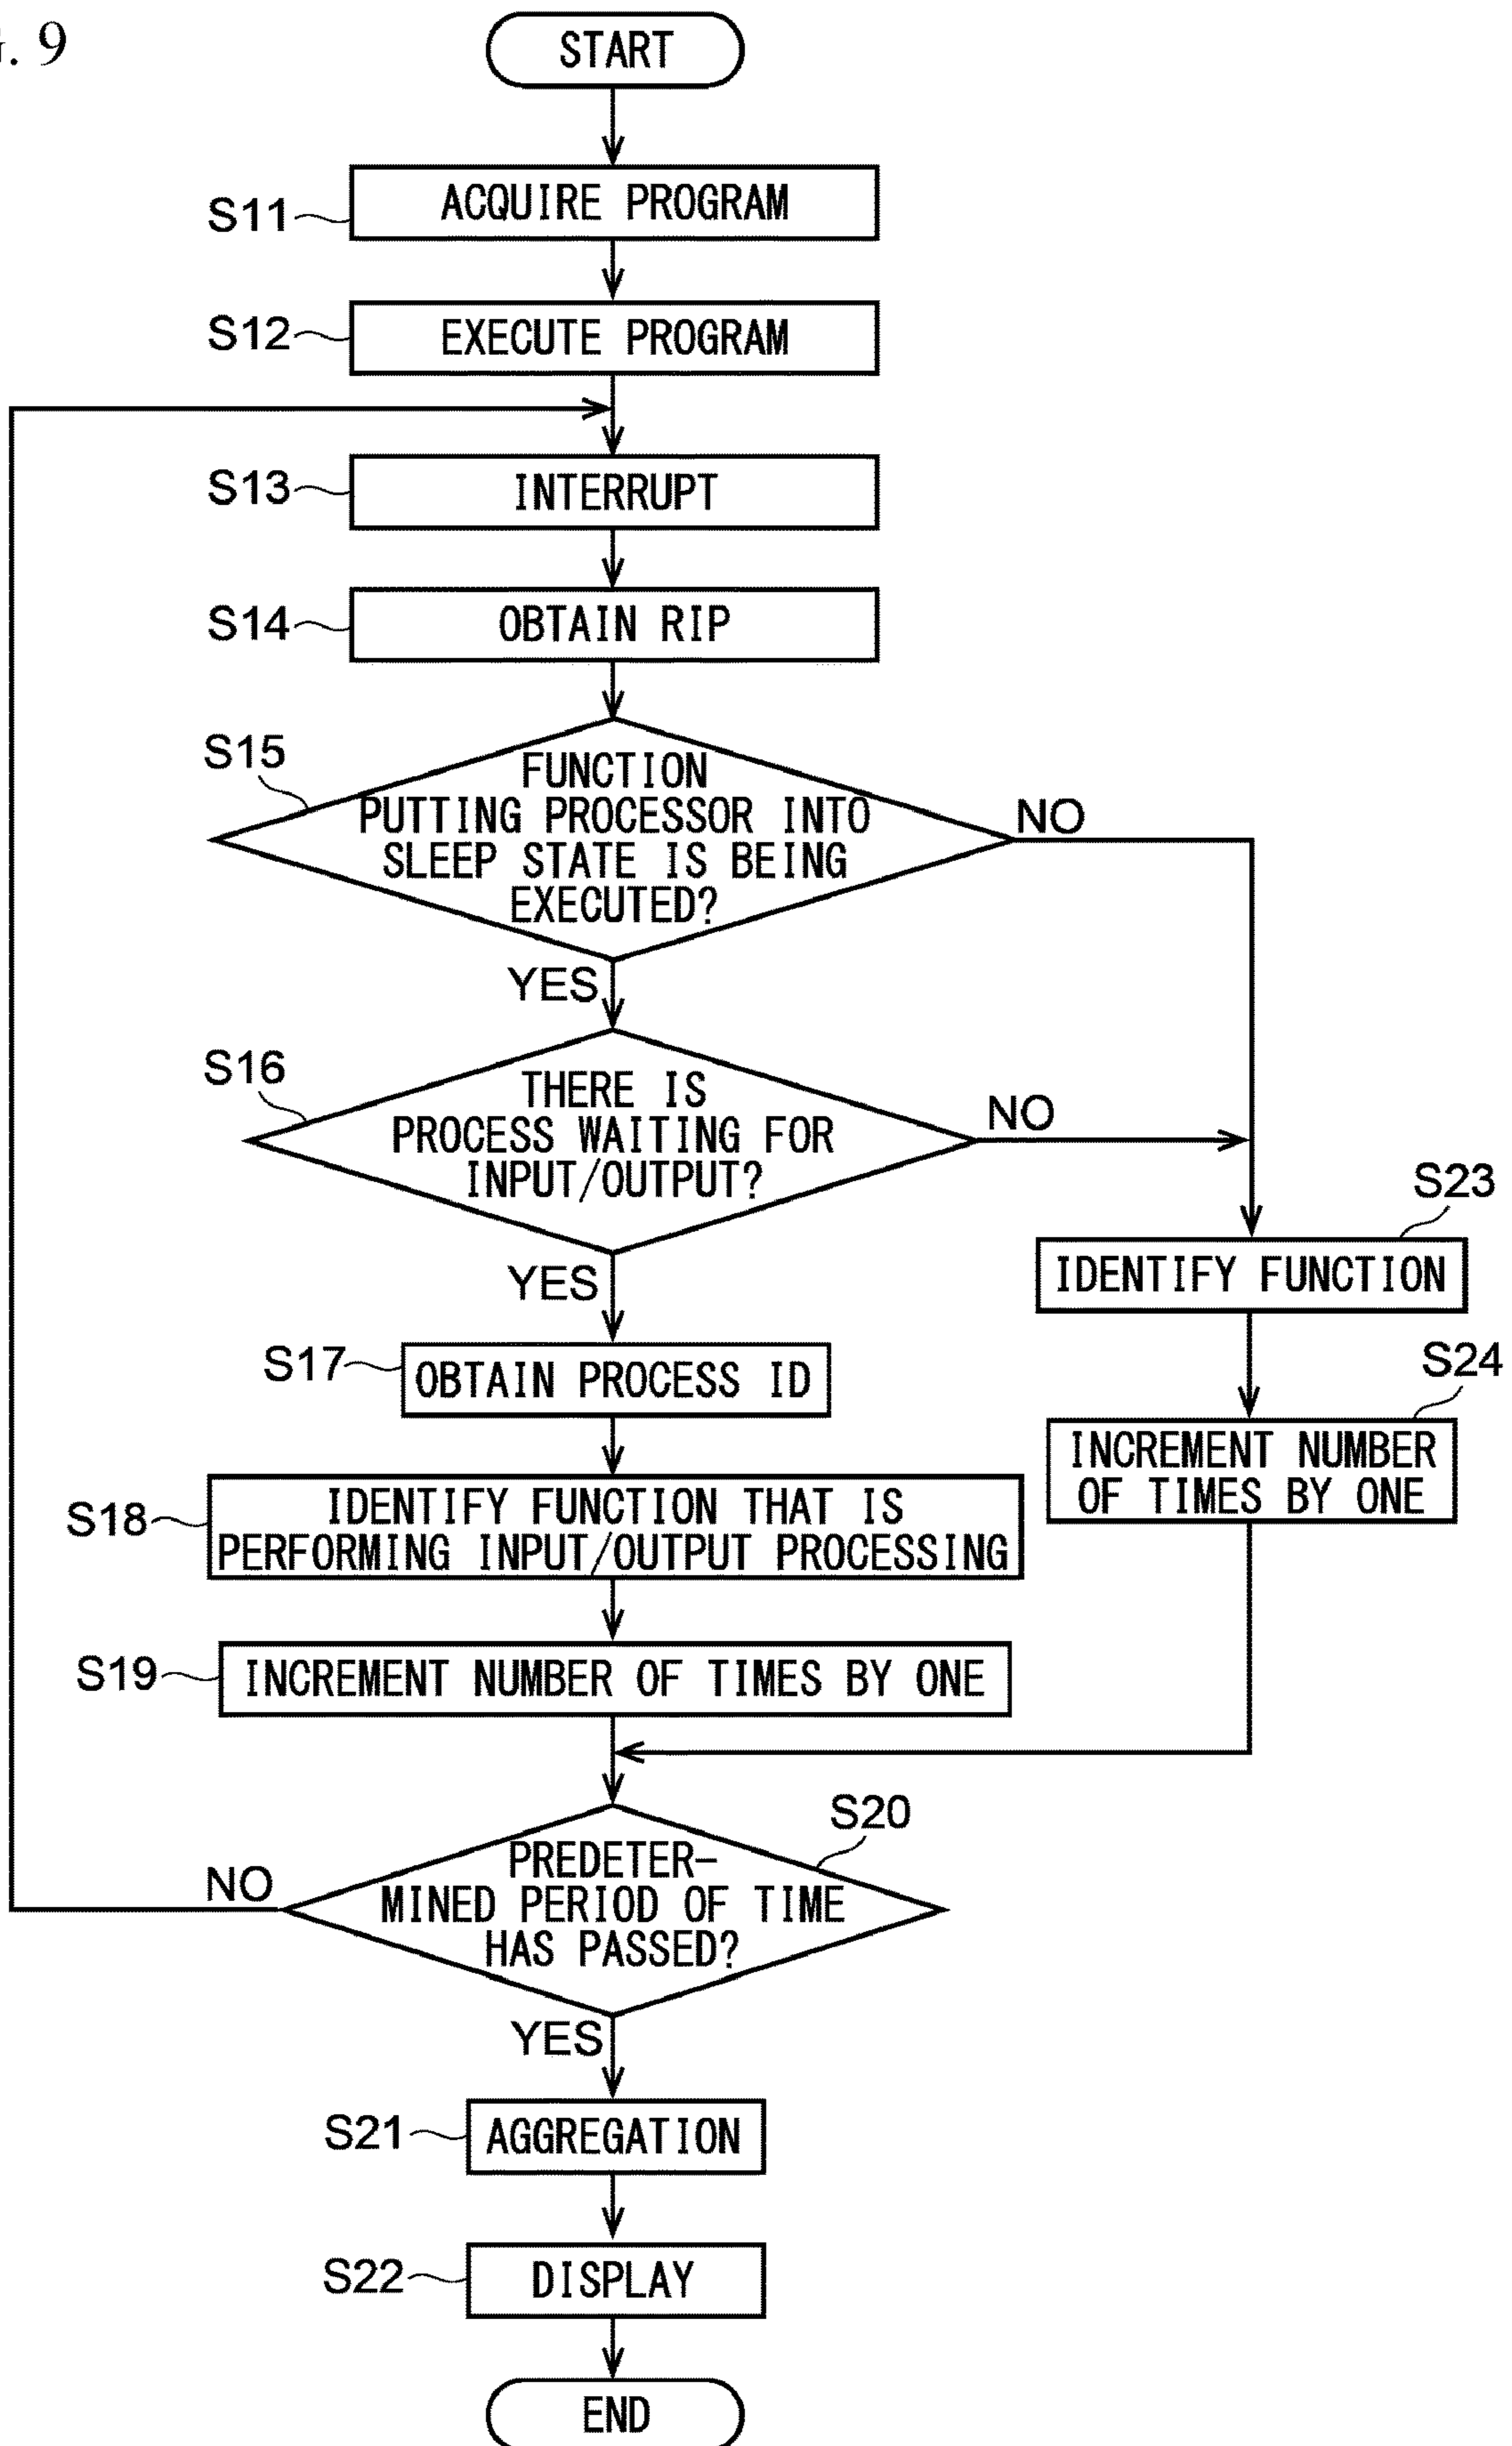 . 9
START
S11
ACQUIRE PROGRAM
S12
EXECUTE PROGRAM
S13
INTERRUPT
S14
OBTAIN RIP
S15
FUNCTION
PUTTING PROCESSOR INTO
SLEEP STATE IS BEING
EXECUTED?
NO
YES
S16
THERE IS
PROCESS WAITING FOR
INPUT/OUTPUT?
NO
YES
S23
IDENTIFY FUNCTION
S17
OBTAIN PROCESS ID
S24
INCREMENT NUMBER
OF TIMES BY ONE
S18
IDENTIFY FUNCTION THAT IS
PERFORMING INPUT/OUTPUT PROCESSING
S19
INCREMENT NUMBER OF TIMES BY ONE
S20
PREDETER-
MINED PERIOD OF TIME
HAS PASSED?
NO
YES
S21
AGGREGATION
S22
DISPLAY
END